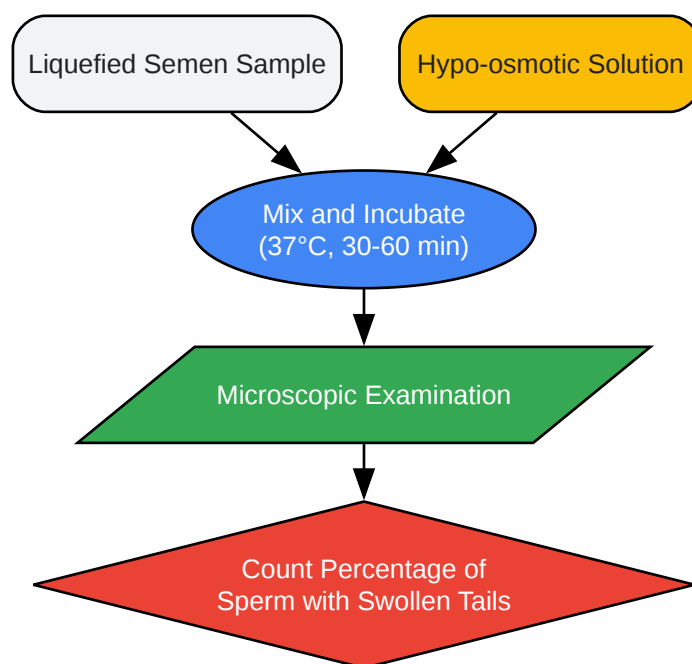 Liquefied Semen Sample
Hypo-osmotic Solution
Mix and Incubate
(37°C, 30-60 min)
Microscopic Examination
Count Percentage of
Sperm with Swollen Tails